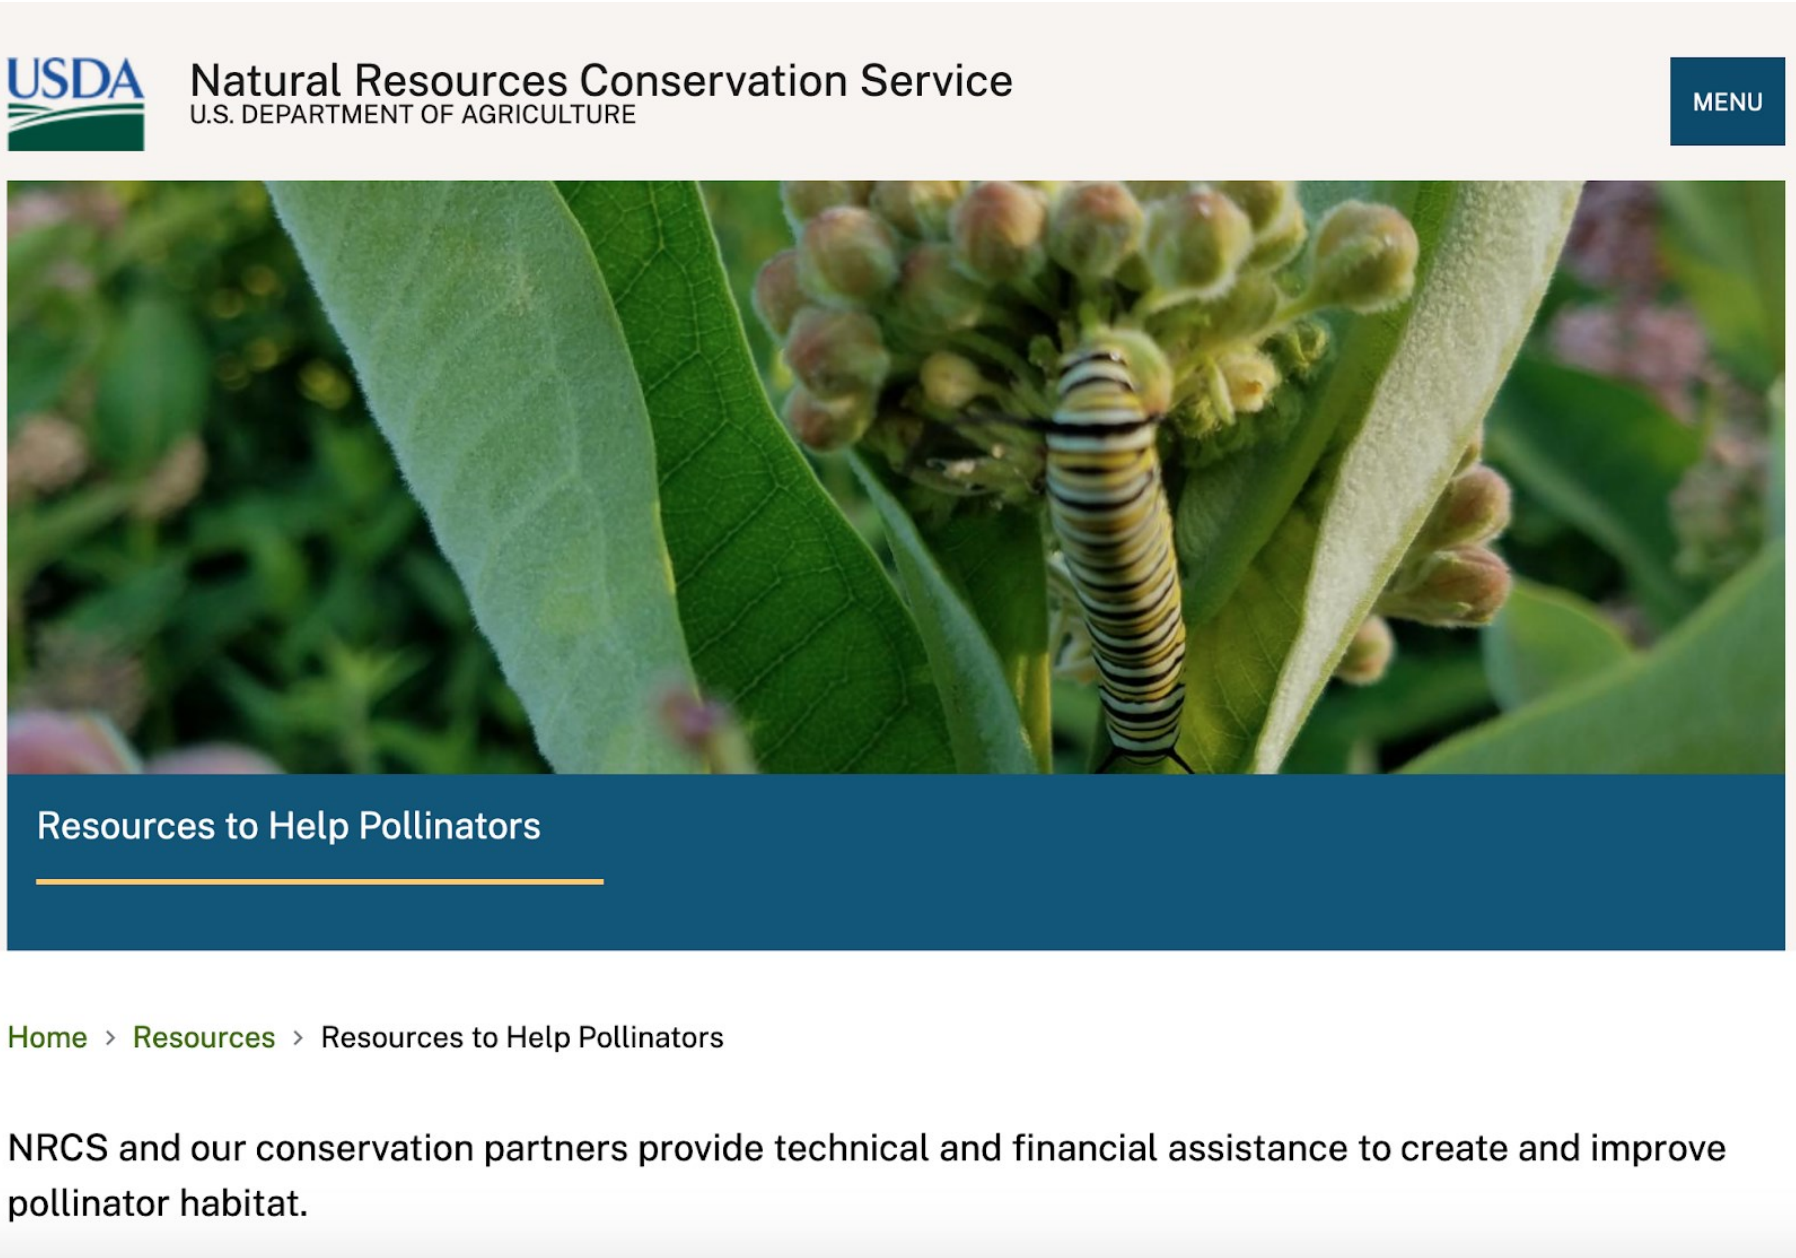 USDA
Natural Resources Conservation Service
U.S. DEPARTMENT OF AGRICULTURE
MENU
Resources to Help Pollinators
Home > Resources > Resources to Help Pollinators
NRCS and our conservation partners provide technical and financial assistance to create and improve
pollinator habitat.